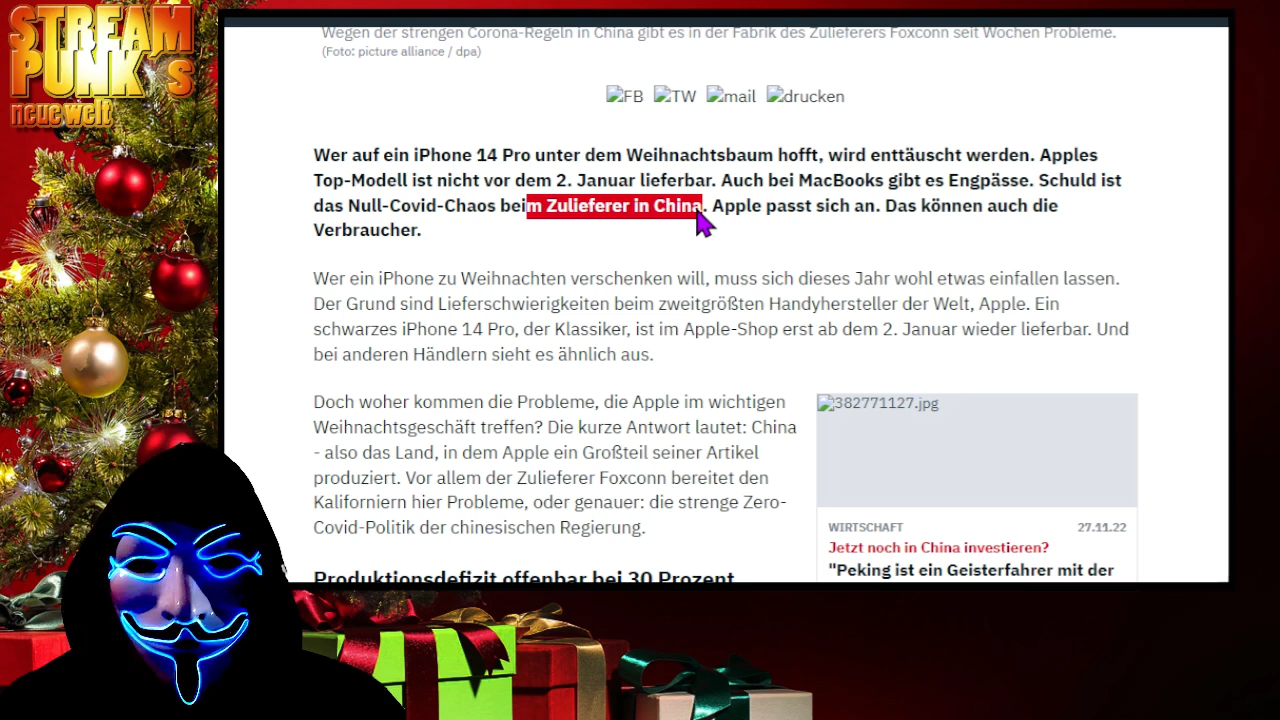 STREAM
PUNK´s
neue welt
Wegen der strengen Corona-Regeln in China gibt es in der Fabrik des Zulieferers Foxconn seit Wochen Probleme.
(Foto: picture alliance / dpa)
FB TW mail drucken
Wer auf ein iPhone 14 Pro unter dem Weihnachtsbaum hofft, wird enttäuscht werden. Apples
Top-Modell ist nicht vor dem 2. Januar lieferbar. Auch bei MacBooks gibt es Engpässe. Schuld ist
das Null-Covid-Chaos beim Zulieferer in China. Apple passt sich an. Das können auch die
Verbraucher.
Wer ein iPhone zu Weihnachten verschenken will, muss sich dieses Jahr wohl etwas einfallen lassen.
Der Grund sind Lieferschwierigkeiten beim zweitgrößten Handyhersteller der Welt, Apple. Ein
schwarzes iPhone 14 Pro, der Klassiker, ist im Apple-Shop erst ab dem 2. Januar wieder lieferbar. Und
bei anderen Händlern sieht es ähnlich aus.
Doch woher kommen die Probleme, die Apple im wichtigen
Weihnachtsgeschäft treffen? Die kurze Antwort lautet: China
- also das Land, in dem Apple ein Großteil seiner Artikel
produziert. Vor allem der Zulieferer Foxconn bereitet den
Kaliforniern hier Probleme, oder genauer: die strenge Zero-
Covid-Politik der chinesischen Regierung.
Produktionsdefizit offenbar bei 30 Prozent
382771127.jpg
WIRTSCHAFT 27.11.22
Jetzt noch in China investieren?
"Peking ist ein Geisterfahrer mit der